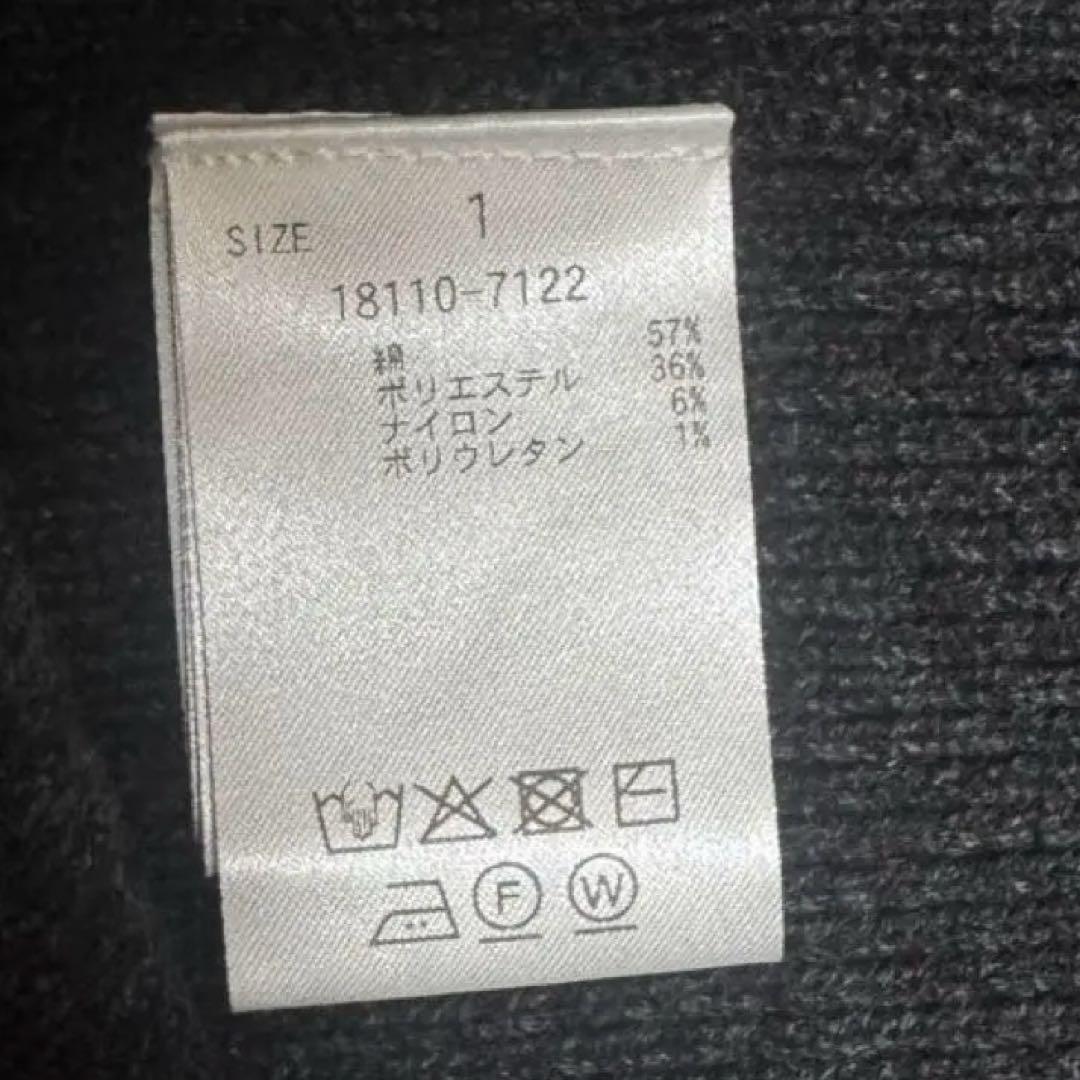 SIZE 1
18110-7122
綿 57%
ポリエステル 36%
ナイロン 6%
ポリウレタン 1%
F W